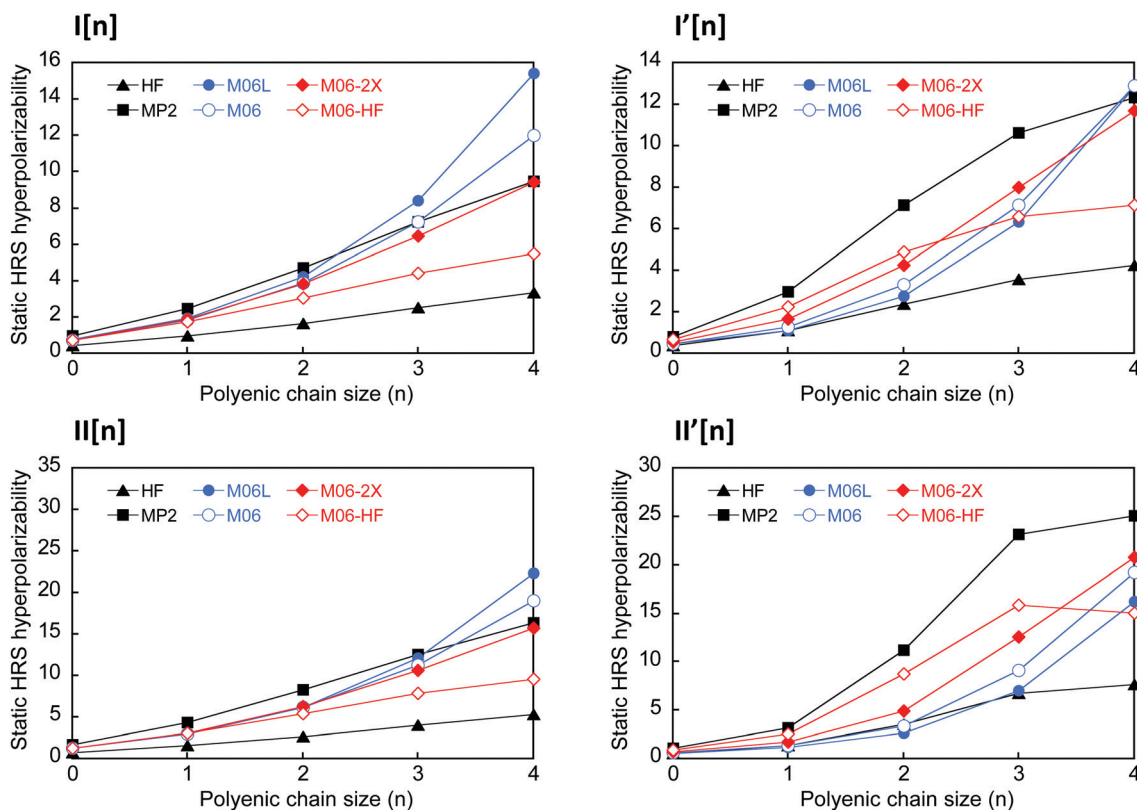 I[n]
16
14
12
10
8
6
4
2
0
HF
M06L
M06-2X
MP2
M06
M06-HF
Static HRS hyperpolarizability
0 1 2 3 4
Polyenic chain size (n)
I'[n]
14
12
10
8
6
4
2
0
HF
M06L
M06-2X
MP2
M06
M06-HF
Static HRS hyperpolarizability
0 1 2 3 4
Polyenic chain size (n)
II[n]
35
30
25
20
15
10
5
0
HF
M06L
M06-2X
MP2
M06
M06-HF
Static HRS hyperpolarizability
0 1 2 3 4
Polyenic chain size (n)
II'[n]
30
25
20
15
10
5
0
HF
M06L
M06-2X
MP2
M06
M06-HF
Static HRS hyperpolarizability
0 1 2 3 4
Polyenic chain size (n)